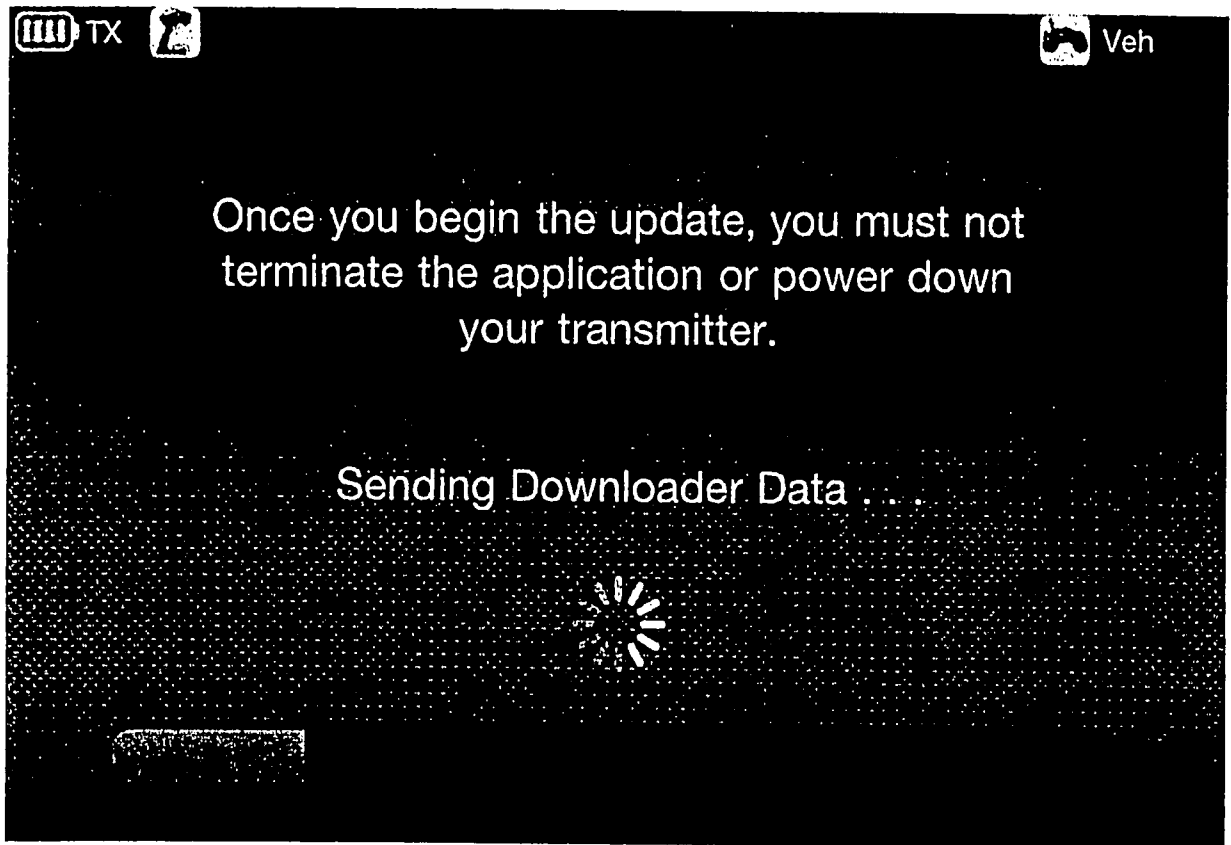 TX
Veh
Once you begin the update, you must not
terminate the application or power down
your transmitter.
Sending Downloader Data . . .